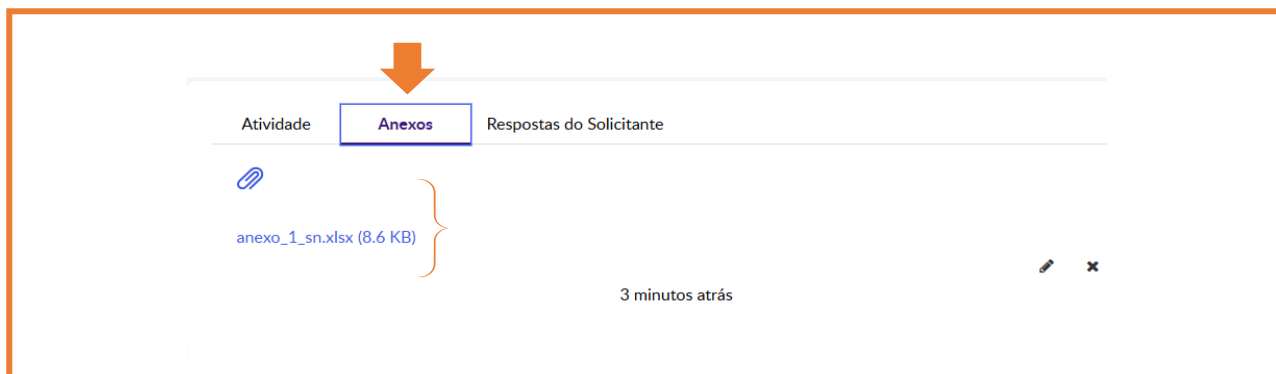 Atividade Anexos Respostas do Solicitante
anexo_1_sn.xlsx (8.6 KB)
3 minutos atrás